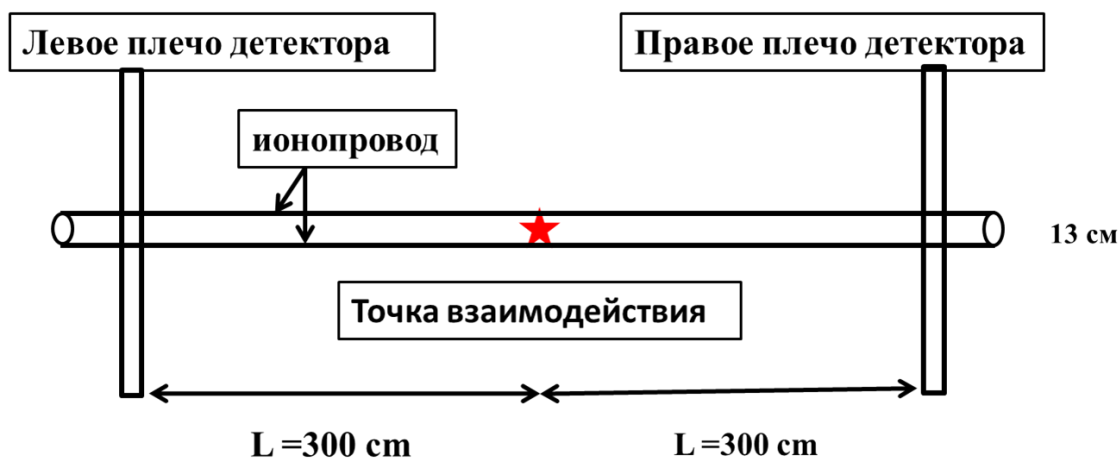 Левое плечо детектора
Правое плечо детектора
ионопровод
13 см
Точка взаимодействия
L =300 cm
L =300 cm